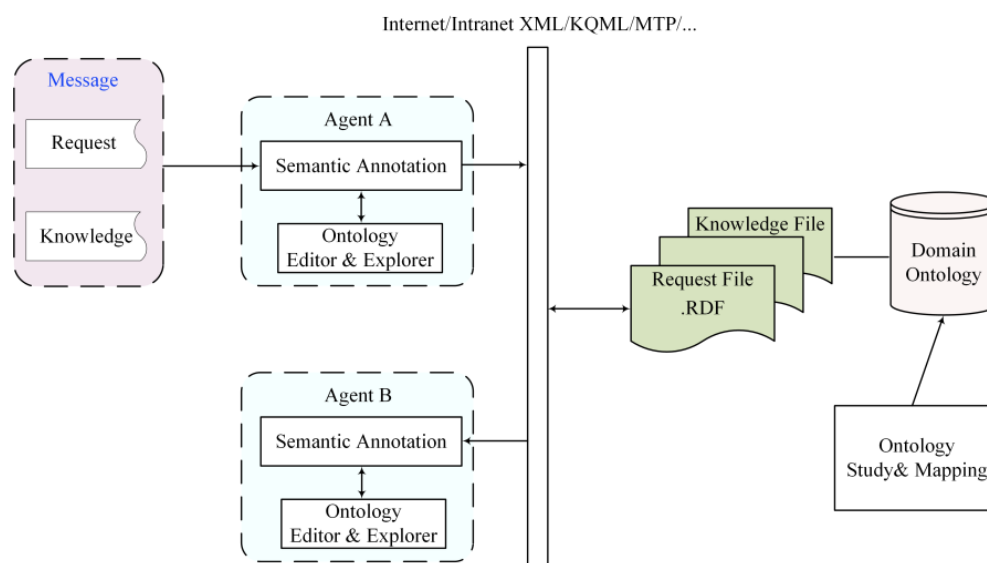 Internet/Intranet XML/KQML/MTP/...
Message
Request
Knowledge
Agent A
Semantic Annotation
Ontology
Editor & Explorer
Knowledge File
Request File
.RDF
Domain
Ontology
Agent B
Semantic Annotation
Ontology
Editor & Explorer
Ontology
Study& Mapping